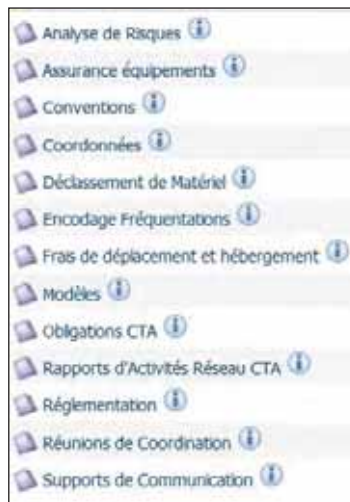 Analyse de Risques
Assurance équipements
Conventions
Coordonnées
Déclassement de Matériel
Encodage Fréquentations
Frais de déplacement et hébergement
Modèles
Obligations CTA
Rapports d'Activités Réseau CTA
Réglementation
Réunions de Coordination
Supports de Communication